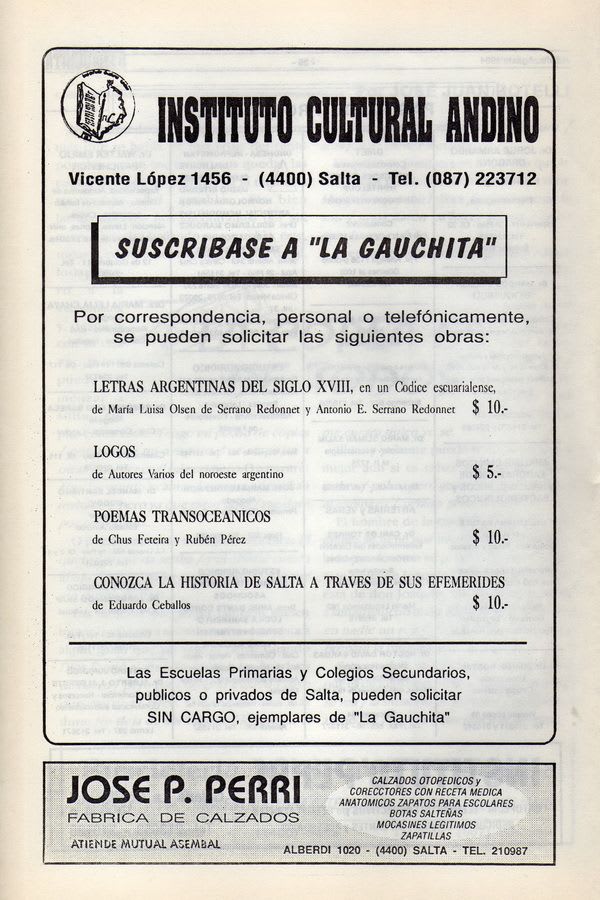 INSTITUTO CULTURAL ANDINO
Vicente López 1456 - (4400) Salta - Tel. (087) 223712
SUSCRIBASE A "LA GAUCHITA"
Por correspondencia, personal o telefónicamente,
se pueden solicitar las siguientes obras:
LETRAS ARGENTINAS DEL SIGLO XVIII, en un Codice escuarialense,
de María Luisa Olsen de Serrano Redonnet y Antonio E. Serrano Redonnet $ 10.-
LOGOS
de Autores Varios del noroeste argentino $ 5.-
POEMAS TRANSOCEANICOS
de Chus Feteira y Rubén Pérez $ 10.-
CONOZCA LA HISTORIA DE SALTA A TRAVES DE SUS EFEMERIDES
de Eduardo Ceballos $ 10.-
Las Escuelas Primarias y Colegios Secundarios,
publicos o privados de Salta, pueden solicitar
SIN CARGO, ejemplares de "La Gauchita"
JOSE P. PERRI
FABRICA DE CALZADOS
ATIENDE MUTUAL ASEMBAL
CALZADOS OTOPEDICOS y
CORECCTORES CON RECETA MEDICA
ANATOMICOS ZAPATOS PARA ESCOLARES
BOTAS SALTEÑAS
MOCASINES LEGITIMOS
ZAPATILLAS
ALBERDI 1020 - (4400) SALTA - TEL. 210987